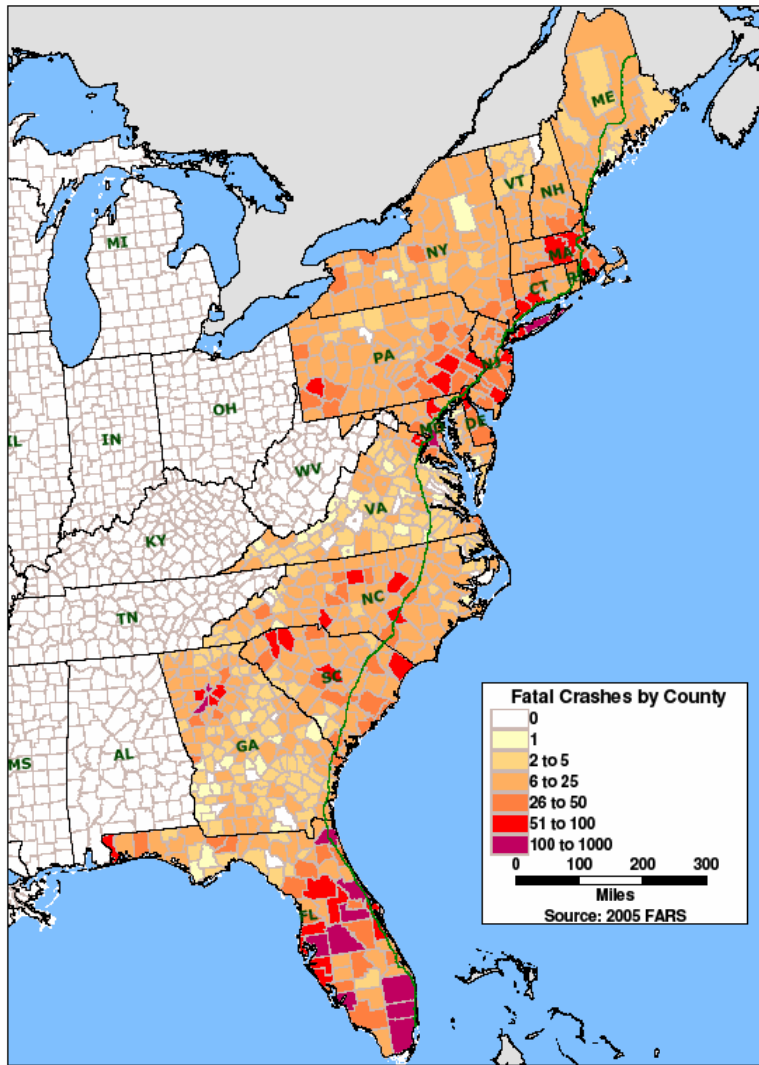 ME
VT
NH
NY
MA
CT
RI
MI
PA
NJ
OH
IN
IL
MD
DE
WV
VA
KY
NC
TN
SC
GA
AL
MS
FL
Fatal Crashes by County
0
1
2 to 5
6 to 25
26 to 50
51 to 100
100 to 1000
0 100 200 300
Miles
Source: 2005 FARS